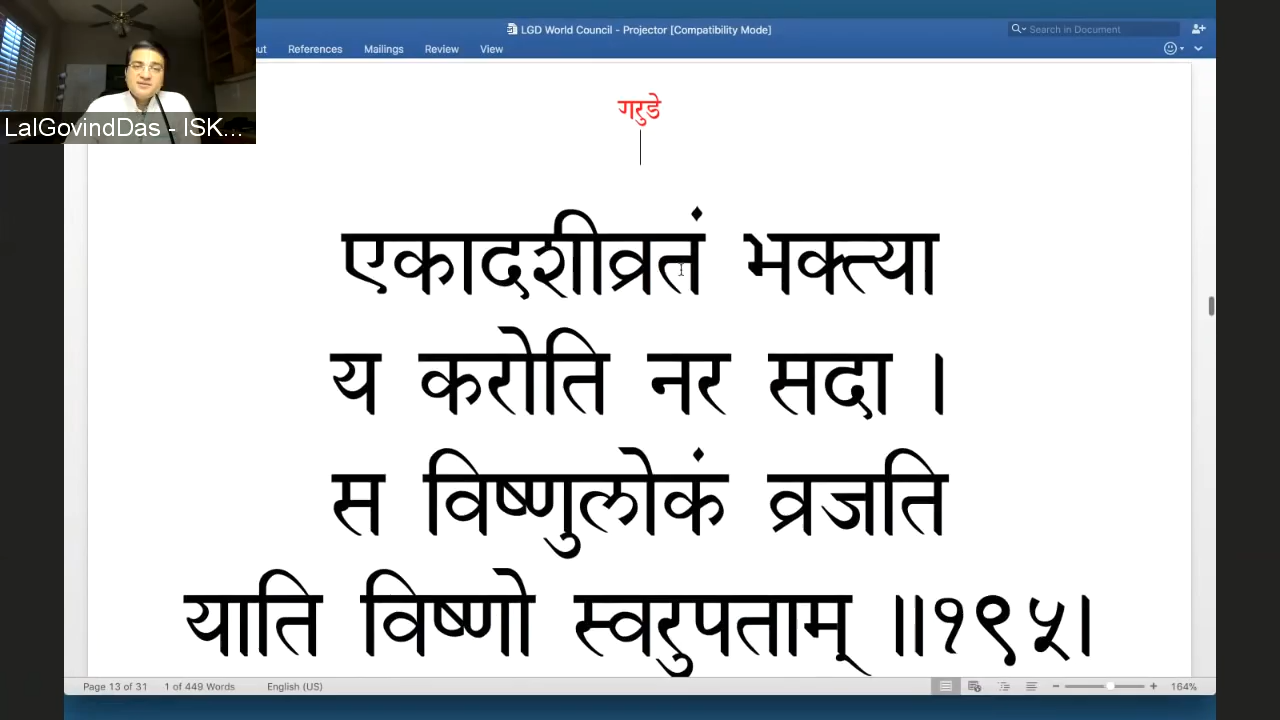 LGD World Council - Projector [Compatibility Mode]
Search in Document
out References Mailings Review View
LalGovindDas - ISK...
गरुडे
एकादशीव्रतं भक्त्या
य करोति नर सदा ।
स विष्णुलोकं व्रजति
याति विष्णो स्वरुपताम् ॥१९५।
Page 13 of 31 1 of 449 Words English (US) 164%